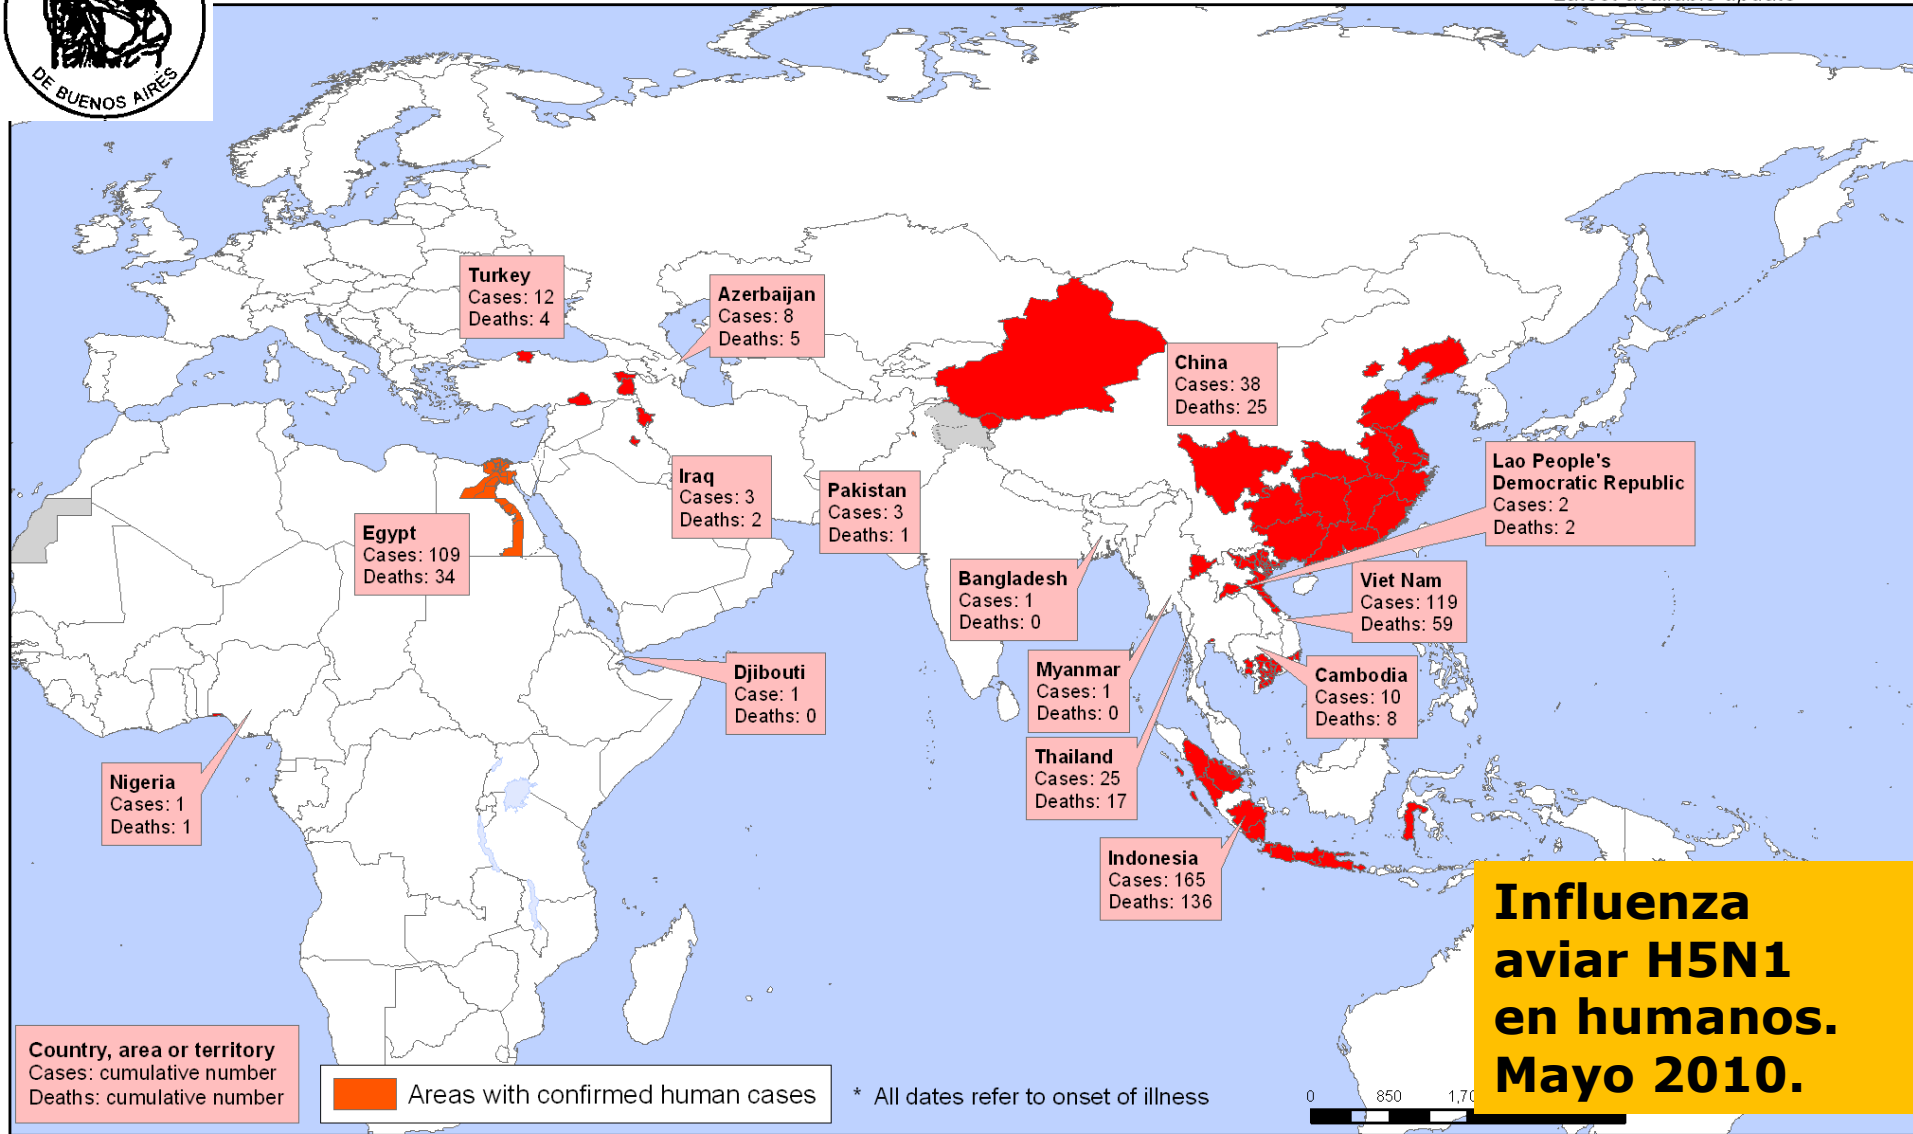 DE BUENOS AIRES
Turkey
Cases: 12
Deaths: 4
Azerbaijan
Cases: 8
Deaths: 5
China
Cases: 38
Deaths: 25
Lao People's
Democratic Republic
Cases: 2
Deaths: 2
Iraq
Cases: 3
Deaths: 2
Pakistan
Cases: 3
Deaths: 1
Egypt
Cases: 109
Deaths: 34
Bangladesh
Cases: 1
Deaths: 0
Viet Nam
Cases: 119
Deaths: 59
Djibouti
Case: 1
Deaths: 0
Myanmar
Cases: 1
Deaths: 0
Cambodia
Cases: 10
Deaths: 8
Nigeria
Cases: 1
Deaths: 1
Thailand
Cases: 25
Deaths: 17
Indonesia
Cases: 165
Deaths: 136
Influenza
aviar H5N1
en humanos.
Mayo 2010.
Country, area or territory
Cases: cumulative number
Deaths: cumulative number
Areas with confirmed human cases
* All dates refer to onset of illness
0 850